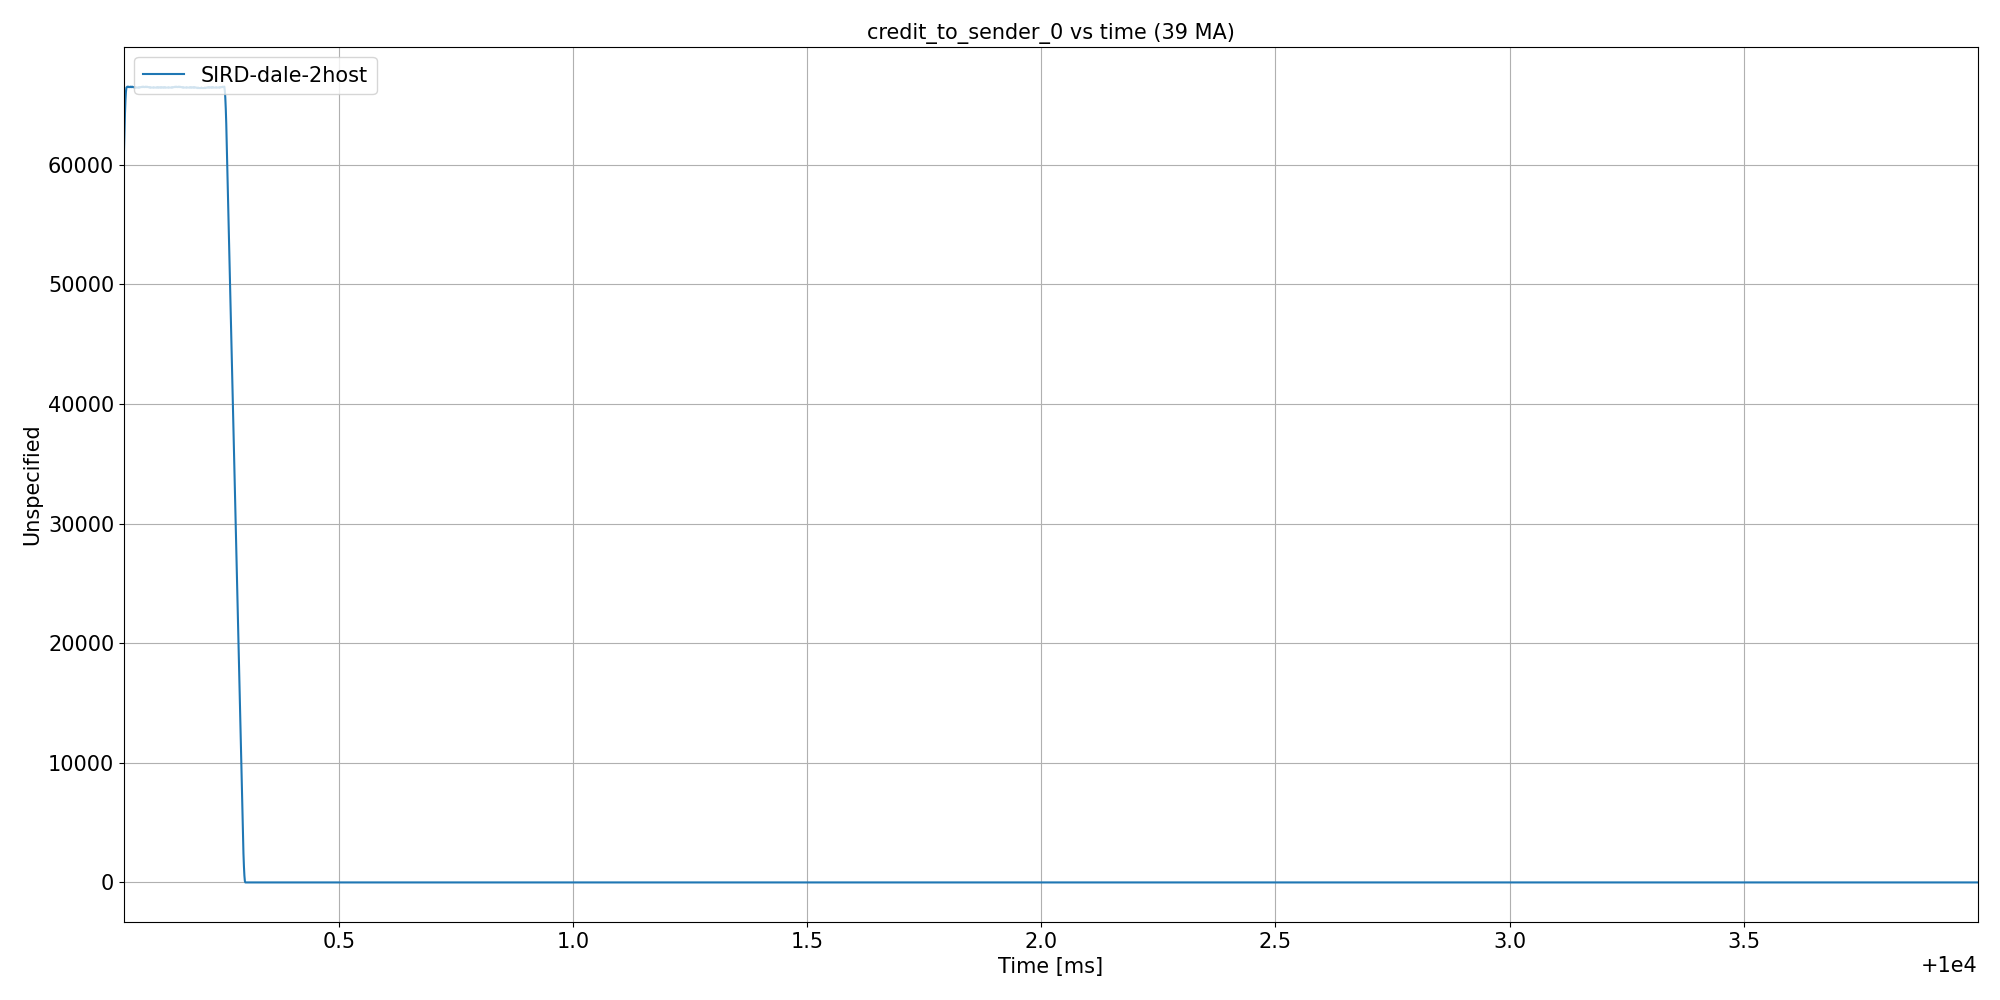 credit_to_sender_0 vs time (39 MA)
SIRD-dale-2host
60000
50000
40000
30000
20000
10000
0
Unspecified
0.5 1.0 1.5 2.0 2.5 3.0 3.5
Time [ms]
+1e4